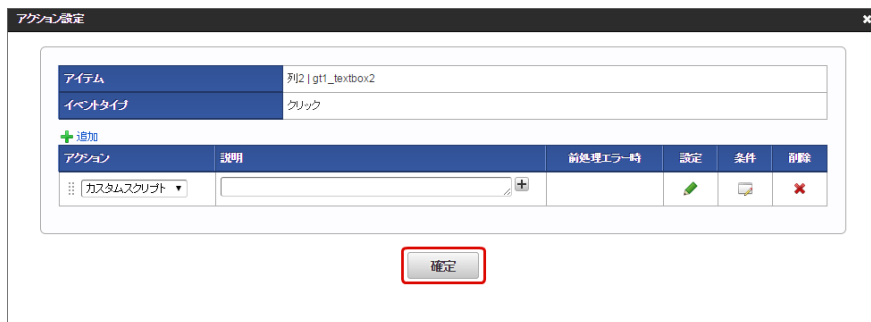 アクション設定
アイテム 列2 | gt1_textbox2
イベントタイプ クリック
追加
アクション 説明 前処理エラー時 設定 条件 削除
カスタムスクリプト
確定